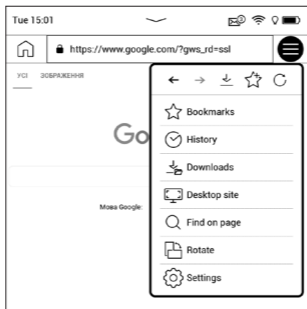 Tue 15:01
https://www.google.com/?gws_rd=ssl
УСІ ЗОБРАЖЕННЯ
Go
Мова Google:
Bookmarks
History
Downloads
Desktop site
Find on page
Rotate
Settings